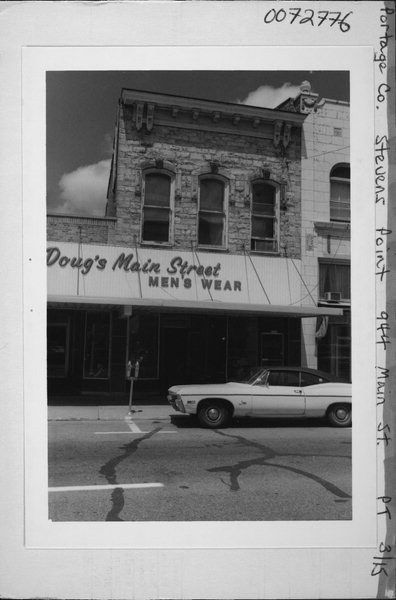 0072776
Doug's Main Street
MEN'S WEAR
Portage Co. Stevens Point 944 Main St. PT 3/15